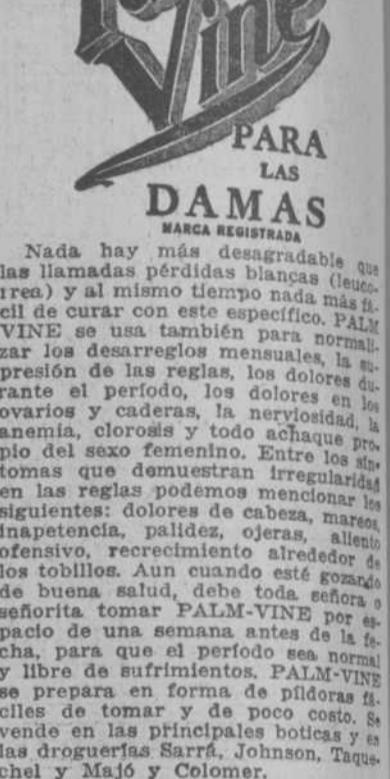 Palm
Vine
PARA
LAS
DAMAS
MARCA REGISTRADA
Nada hay más desagradable que
las llamadas pérdidas blancas (leuco-
rrea) y al mismo tiempo nada más fá-
cil de curar con este específico. PALM
VINE se usa también para normali-
zar los desarreglos mensuales, la su-
presión de las reglas, los dolores du-
rante el período, los dolores en los
ovarios y caderas, la nerviosidad, la
anemia, clorosis y todo achaque pro-
pio del sexo femenino. Entre los sín-
tomas que demuestran irregularidad
en las reglas podemos mencionar los
siguientes: dolores de cabeza, mareos,
inapetencia, palidez, ojeras, aliento
ofensivo, recrecimiento alrededor de
los tobillos. Aun cuando esté gozando
de buena salud, debe toda señora o
señorita tomar PALM-VINE por es-
pacio de una semana antes de la fe-
cha, para que el período sea normal
y libre de sufrimientos. PALM-VINE
se prepara en forma de píldoras fá-
ciles de tomar y de poco costo. Se
vende en las principales boticas y en
las droguerías Sarrá, Johnson, Taque-
chel y Majó y Colomer.